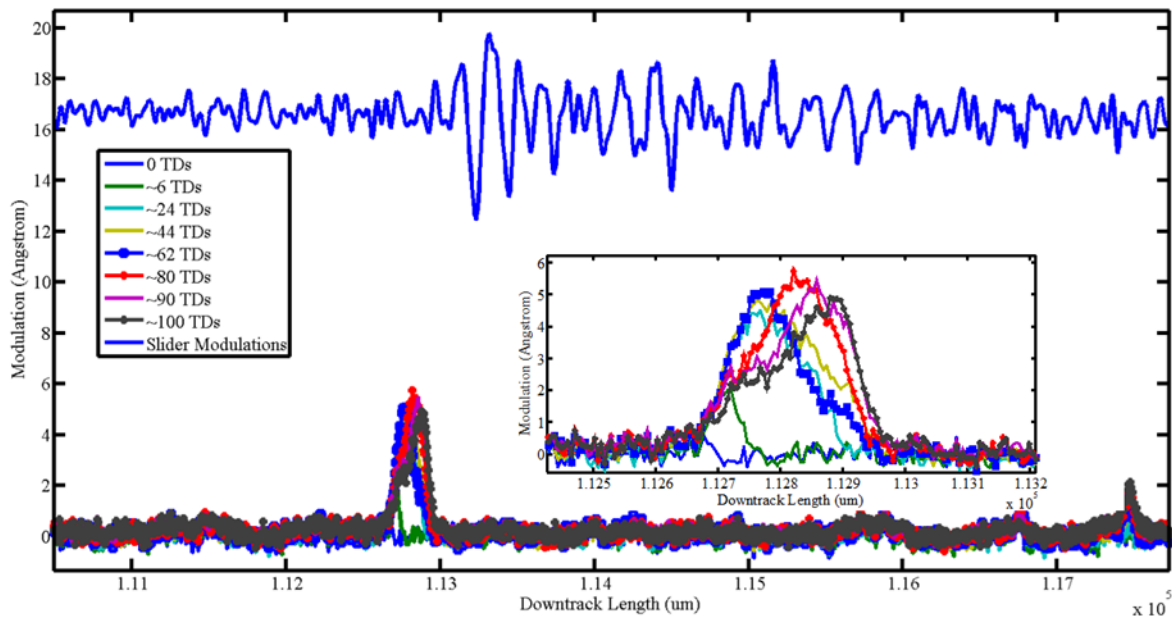 20
18
16
14
12
10
8
6
4
2
0
Modulation (Angstrom)
0 TDs
~6 TDs
~24 TDs
~44 TDs
~62 TDs
~80 TDs
~90 TDs
~100 TDs
Slider Modulations
6
5
4
3
2
1
0
Modulation (Angstrom)
1.125 1.126 1.127 1.128 1.129 1.13 1.131 1.132
Downtrack Length (um)
x 10^5
1.11 1.12 1.13 1.14 1.15 1.16 1.17
Downtrack Length (um)
x 10^5